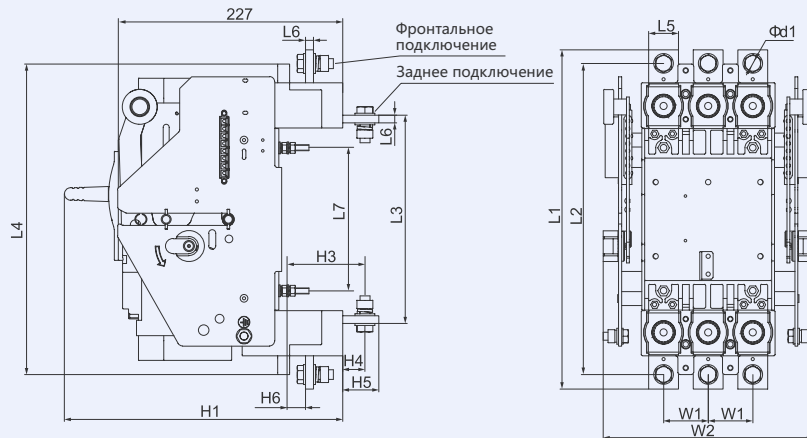 227
L6
Фронтальное
подключение
Заднее подключение
L6
L4
L7
L3
H3
H4
H5
H6
H1
L5
Фd1
L1
L2
W1
W1
W2